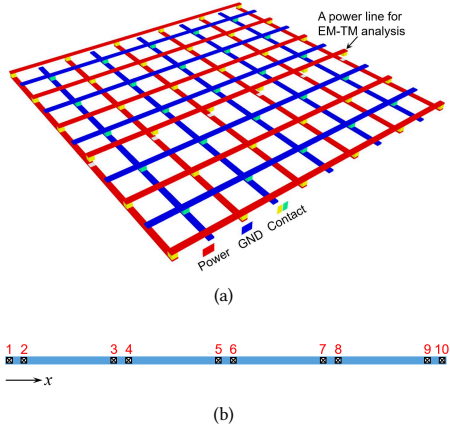 A power line for
EM-TM analysis
Power
GND
Contact
(a)
1 2 3 4 5 6 7 8 9 10
x
(b)